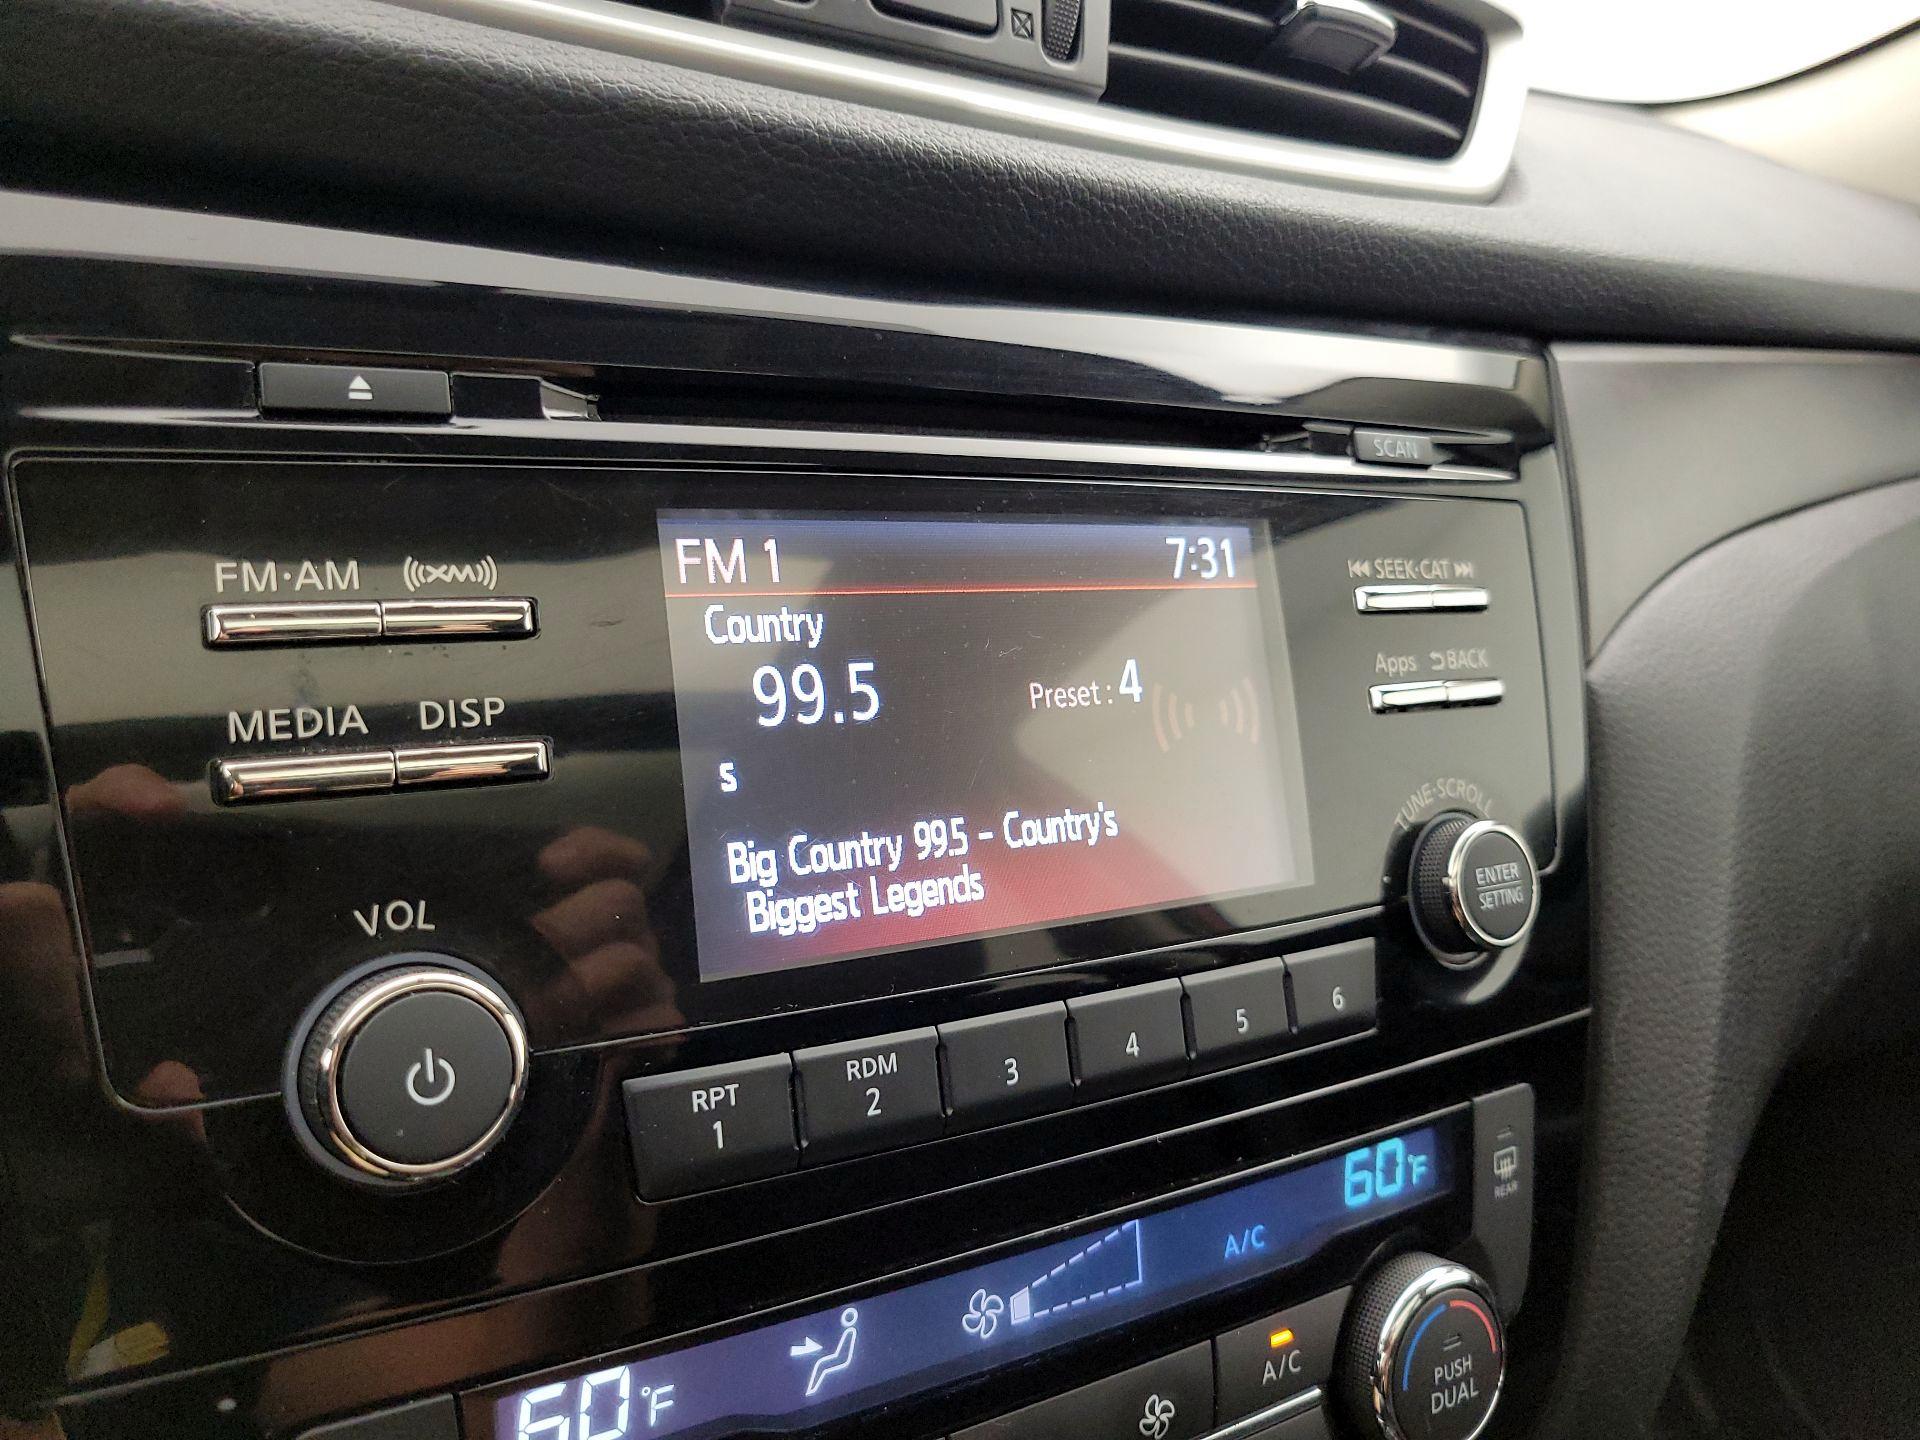 SCAN
FM·AM
XM
FM 1
7:31
SEEK·CAT
Country
99.5
Preset: 4
Apps
BACK
MEDIA
DISP
s
TUNE·SCROLL
Big Country 99.5 - Country's
Biggest Legends
ENTER
SETTING
VOL
RPT
1
RDM
2
3
4
5
6
60°F
REAR
A/C
60°F
A/C
PUSH
DUAL